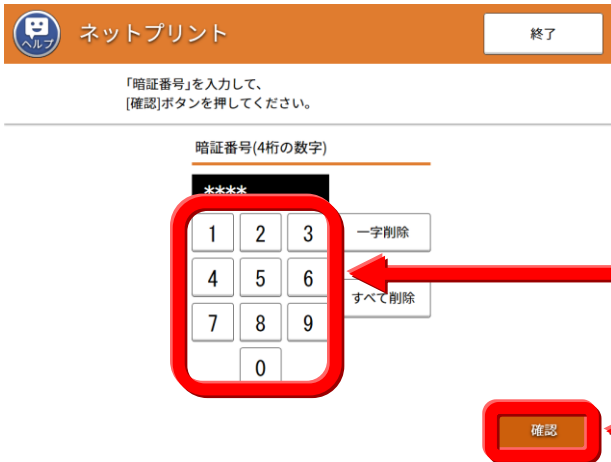 ヘルプ
ネットプリント
終了
「暗証番号」を入力して、
[確認]ボタンを押してください。
暗証番号(4桁の数字)
****
1 2 3 一字削除
4 5 6
すべて削除
7 8 9
0
確認